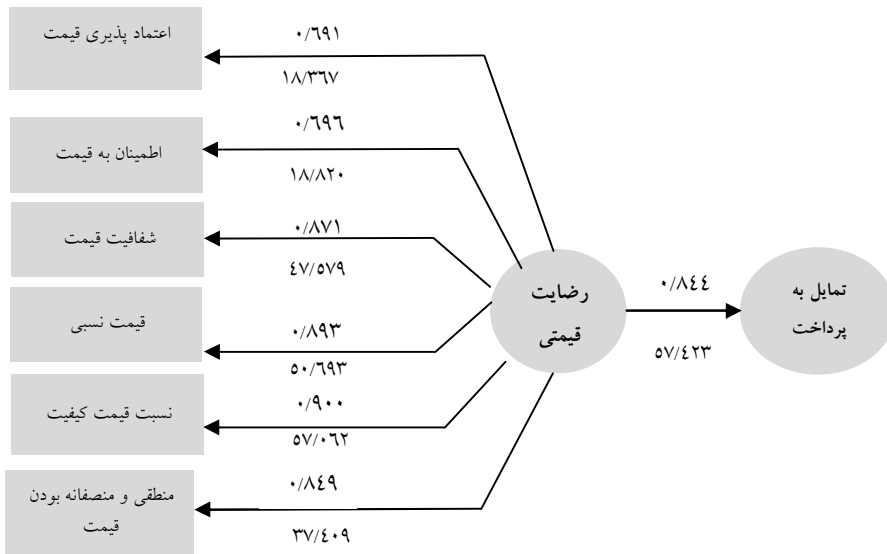 اعتماد پذیری قیمت
۰/۶۹۱
۱۸/۳۶۷
اطمینان به قیمت
۰/۶۹۶
۱۸/۸۲۰
شفافیت قیمت
۰/۸۷۱
۴۷/۵۷۹
قیمت نسبی
۰/۸۹۳
۵۰/۶۹۳
نسبت قیمت کیفیت
۰/۹۰۰
۵۷/۰۶۲
منطقی و منصفانه بودن
قیمت
۰/۸۴۹
۳۷/۴۰۹
رضایت
قیمتی
۰/۸۴۴
۵۷/۴۲۳
تمایل به
پرداخت